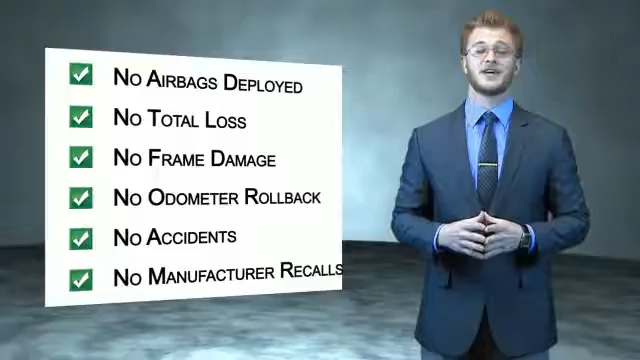 No Airbags Deployed
No Total Loss
No Frame Damage
No Odometer Rollback
No Accidents
No Manufacturer Recalls